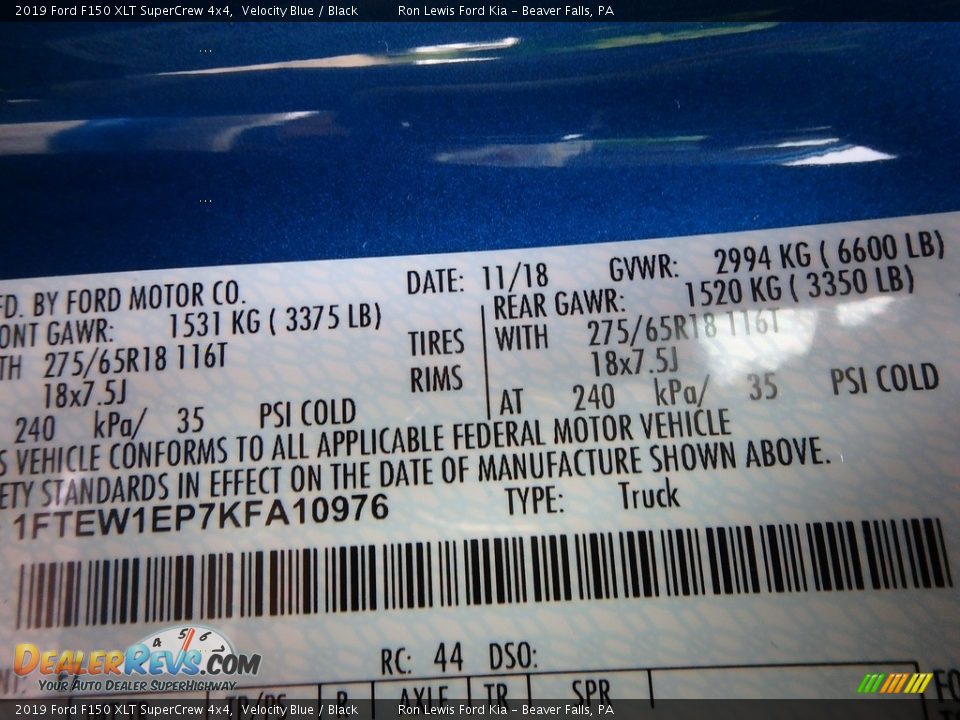 2019 Ford F150 XLT SuperCrew 4x4, Velocity Blue / Black Ron Lewis Ford Kia - Beaver Falls, PA
FD. BY FORD MOTOR CO. DATE: 11/18 GVWR: 2994 KG ( 6600 LB)
ONT GAWR: 1531 KG ( 3375 LB) REAR GAWR: 1520 KG ( 3350 LB)
TH 275/65R18 116T TIRES WITH 275/65R18 116T
18x7.5J RIMS 18x7.5J
240 kPa/ 35 PSI COLD AT 240 kPa/ 35 PSI COLD
S VEHICLE CONFORMS TO ALL APPLICABLE FEDERAL MOTOR VEHICLE
ETY STANDARDS IN EFFECT ON THE DATE OF MANUFACTURE SHOWN ABOVE.
1FTEW1EP7KFA10976 TYPE: Truck
RC: 44 DSO:
AXLE TR SPR
4 5 6 7
DEALERREVS.COM
YOUR AUTO DEALER SUPERHIGHWAY
2019 Ford F150 XLT SuperCrew 4x4, Velocity Blue / Black Ron Lewis Ford Kia - Beaver Falls, PA